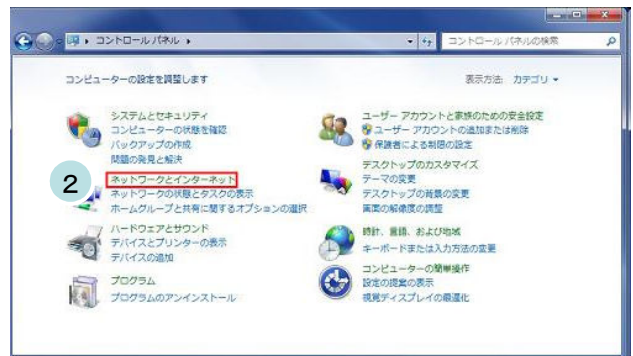 コントロール パネル
コントロール パネルの検索
コンピューターの設定を調整します
表示方法: カテゴリ
システムとセキュリティ
コンピューターの状態を確認
バックアップの作成
問題の発見と解決
2
ネットワークとインターネット
ネットワークの状態とタスクの表示
ホームグループと共有に関するオプションの選択
ハードウェアとサウンド
デバイスとプリンターの表示
デバイスの追加
プログラム
プログラムのアンインストール
ユーザー アカウントと家族のための安全設定
ユーザー アカウントの追加または削除
保護者による制限の設定
デスクトップのカスタマイズ
テーマの変更
デスクトップの背景の変更
画面の解像度の調整
時計、言語、および地域
キーボードまたは入力方法の変更
コンピューターの簡単操作
設定の提案の表示
視覚ディスプレイの最適化